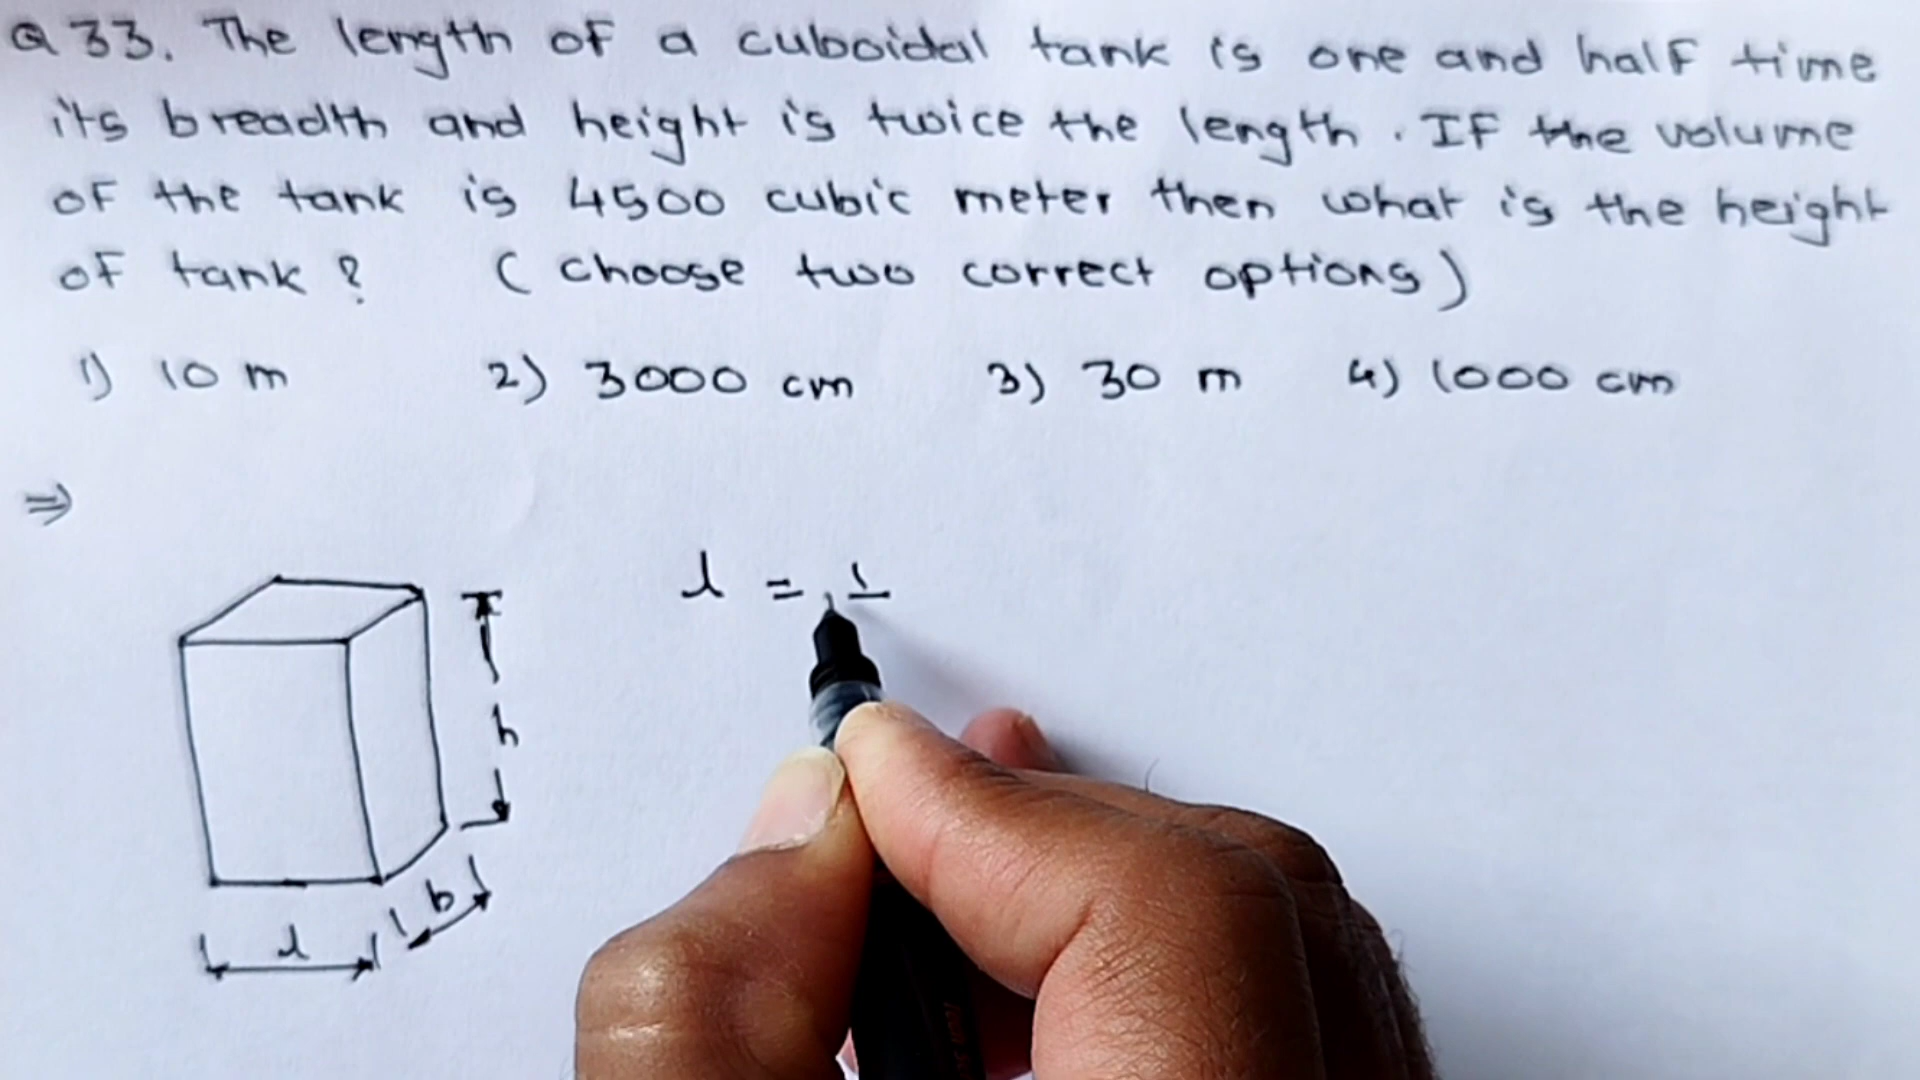 Q 33. The length of a cuboidal tank is one and half time
its breadth and height is twice the length. If the volume
of the tank is 4500 cubic meter then what is the height
of tank? (choose two correct options)
1) 10 m 2) 3000 cm 3) 30 m 4) 1000 cm
⇒
l = 1
h
b
l